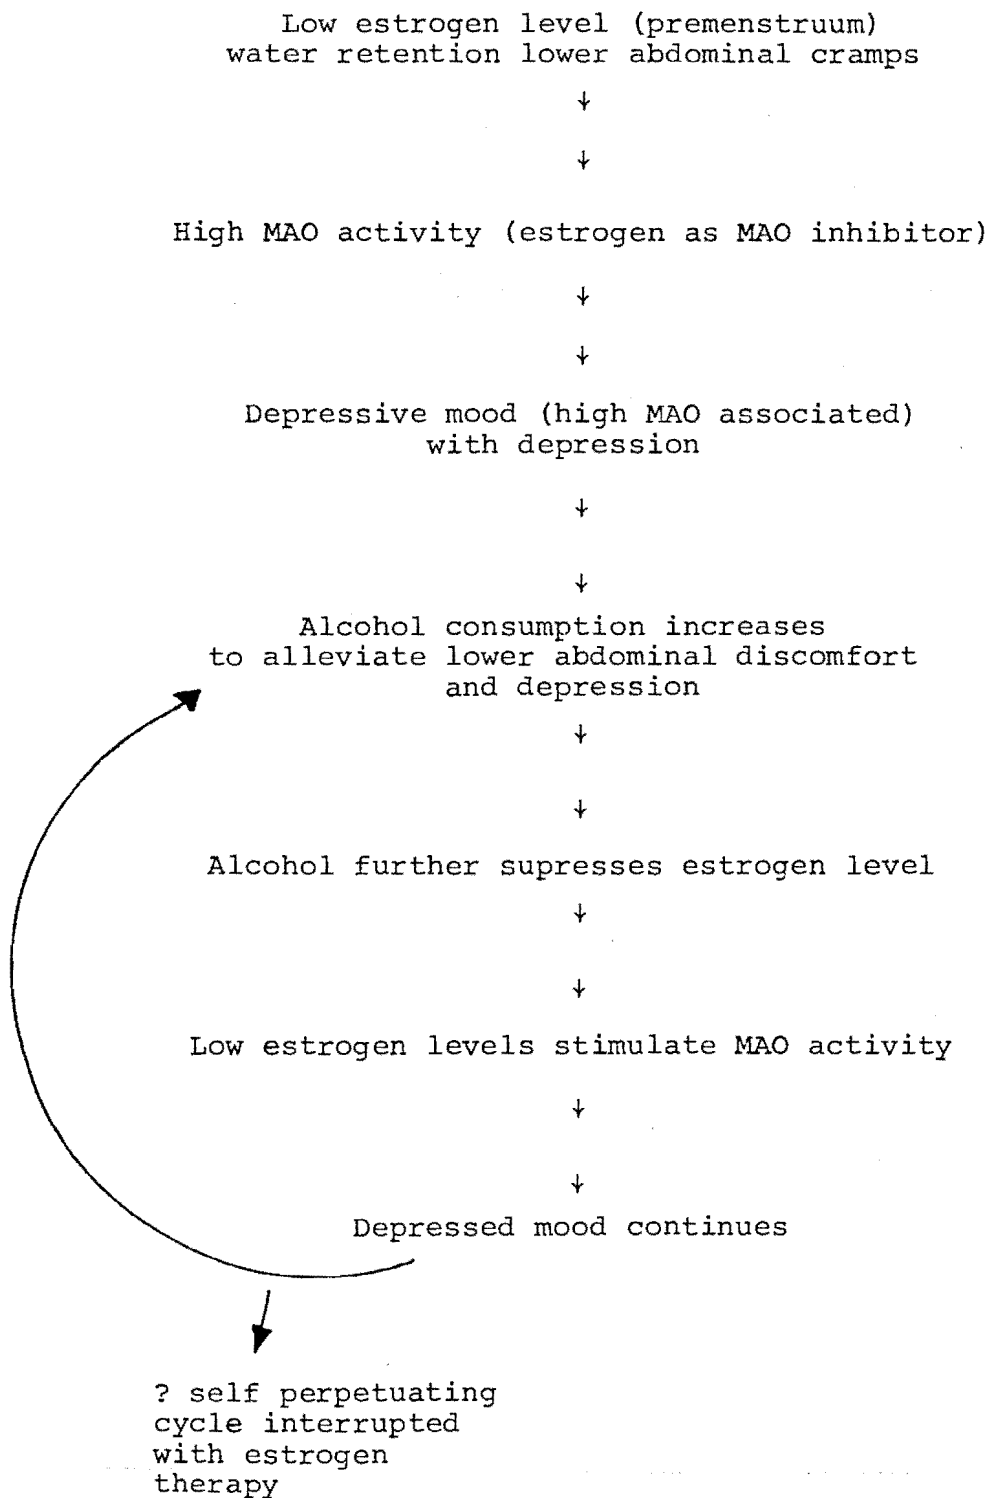 Low estrogen level (premenstruum)
water retention lower abdominal cramps
High MAO activity (estrogen as MAO inhibitor)
Depressive mood (high MAO associated)
with depression
Alcohol consumption increases
to alleviate lower abdominal discomfort
and depression
Alcohol further supresses estrogen level
Low estrogen levels stimulate MAO activity
Depressed mood continues
? self perpetuating
cycle interrupted
with estrogen
therapy